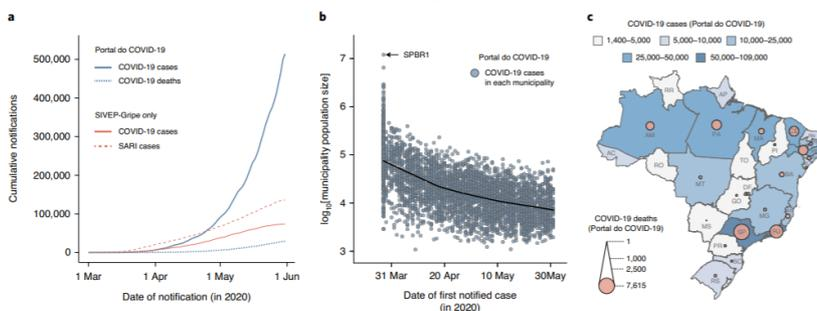 a
Cumulative notifications
500,000
400,000
300,000
200,000
100,000
0
Portal do COVID-19
COVID-19 cases
COVID-19 deaths
SIVEP-Gripe only
COVID-19 cases
SARI cases
1 Mar 1 Apr 1 May 1 Jun
Date of notification (in 2020)
b
log10[municipality population size]
7
6
5
4
3
SPBR1
Portal do COVID-19
COVID-19 cases
in each municipality
31 Mar 20 Apr 10 May 30May
Date of first notified case
(in 2020)
c
COVID-19 cases (Portal do COVID-19)
1,400–5,000 5,000–10,000 10,000–25,000
25,000–50,000 50,000–109,000
RR
AP
AM
PA
MA
PI
AC
RO
TO
MT
BA
DF
GO
MG
MS
SP
RJ
PR
SC
RS
COVID-19 deaths
(Portal do COVID-19)
1
1,000
2,500
7,615